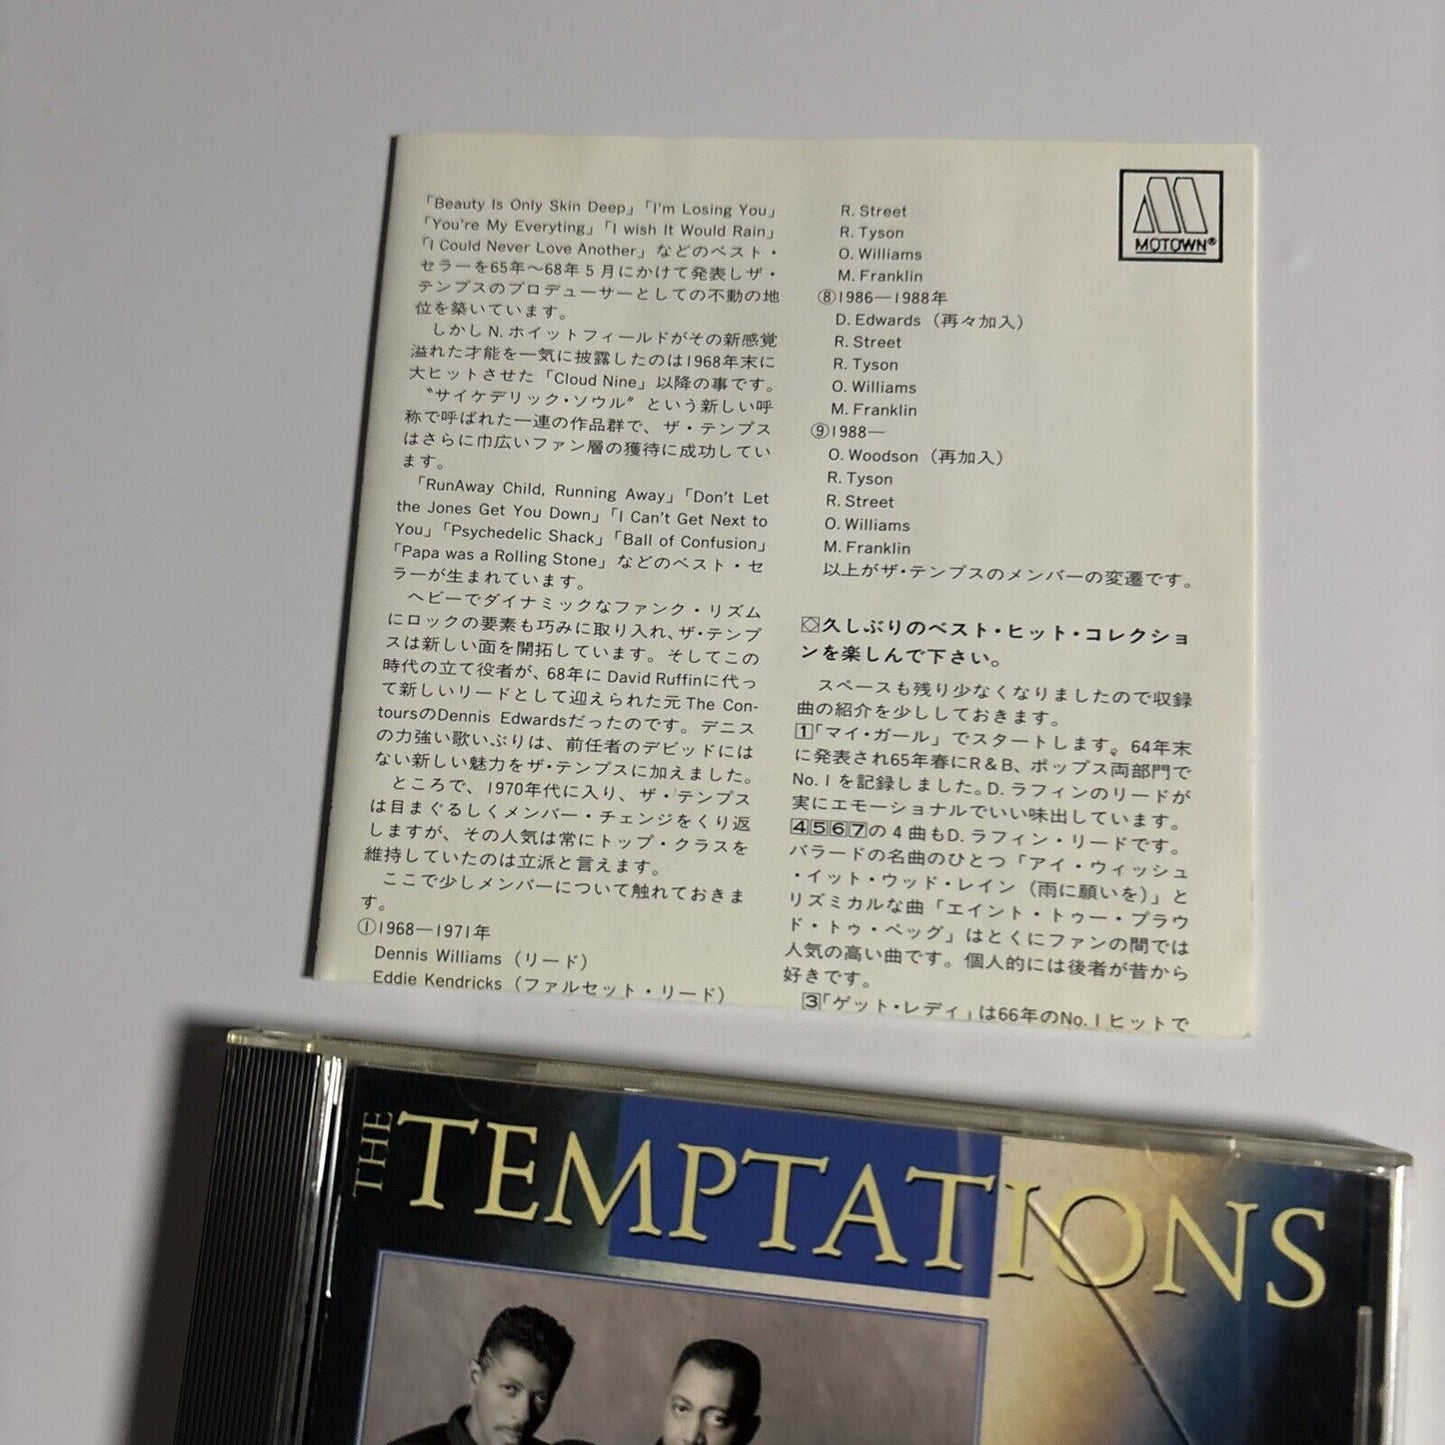 「Beauty Is Only Skin Deep」「I'm Losing You」
「You're My Everyting」「I wish It Would Rain」
「I Could Never Love Another」などのベスト・
セラーを65年〜68年5月にかけて発表しザ・
テンプスのプロデューサーとしての不動の地
位を築いています。
しかしN. ホイットフィールドがその新感覚
溢れた才能を一気に披露したのは1968年末に
大ヒットさせた「Cloud Nine」以降の事です。
〝サイケデリック・ソウル〟という新しい呼
称で呼ばれた一連の作品群で、ザ・テンプス
はさらに巾広いファン層の獲得に成功してい
ます。
「RunAway Child, Running Away」「Don't Let
the Jones Get You Down」「I Can't Get Next to
You」「Psychedelic Shack」「Ball of Confusion」
「Papa was a Rolling Stone」などのベスト・セ
ラーが生まれています。
ヘビーでダイナミックなファンク・リズム
にロックの要素も巧みに取り入れ、ザ・テンプ
スは新しい面を開拓しています。そしてこの
時代の立て役者が、68年に David Ruffinに代っ
て新しいリードとして迎えられた元 The Con-
toursのDennis Edwardsだったのです。デニス
の力強い歌いぶりは、前任者のデビッドには
ない新しい魅力をザ・テンプスに加えました。
ところで、1970年代に入り、ザ・テンプス
は目まぐるしくメンバー・チェンジをくり返
しますが、その人気は常にトップ・クラスを
維持していたのは立派と言えます。
ここで少しメンバーについて触れておきま
す。
①1968—1971年
Dennis Williams（リード）
Eddie Kendricks（ファルセット・リード）
R. Street
R. Tyson
O. Williams
M. Franklin
⑧1986—1988年
D. Edwards（再々加入）
R. Street
R. Tyson
O. Williams
M. Franklin
⑨1988—
O. Woodson（再加入）
R. Tyson
R. Street
O. Williams
M. Franklin
以上がザ・テンプスのメンバーの変遷です。
久しぶりのベスト・ヒット・コレクショ
ンを楽しんで下さい。
スペースも残り少なくなりましたので収録
曲の紹介を少ししておきます。
1「マイ・ガール」でスタートします。64年末
に発表され65年春にR＆B、ポップス両部門で
No.1を記録しました。D. ラフィンのリードが
実にエモーショナルでいい味出しています。
4567の4曲もD. ラフィン・リードです。
バラードの名曲のひとつ「アイ・ウィッシュ
・イット・ウッド・レイン（雨に願いを）」と
リズミカルな曲「エイント・トゥー・プラウ
ド・トゥ・ベッグ」はとくにファンの間では
人気の高い曲です。個人的には後者が昔から
好きです。
3「ゲット・レディ」は66年のNo.1ヒットで
MOTOWN®
THE TEMPTATIONS